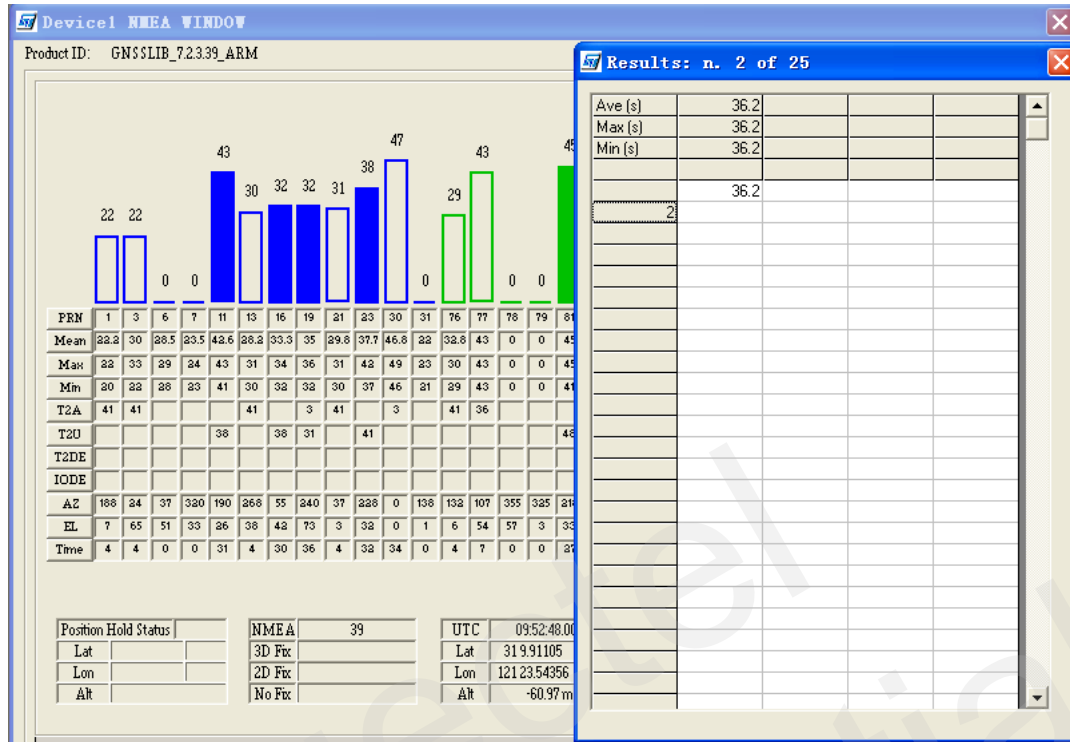 Device1 NMEA WINDOW
Product ID: GNSSLIB_7.2.3.39_ARM
47
43 43 45
38
30 32 32 31 29
22 22
0 0 0 0 0
PRN 1 3 6 7 11 13 16 19 21 23 30 31 76 77 78 79 81
Mean 22.2 30 28.5 23.5 42.6 28.2 33.3 35 29.8 37.7 46.8 22 32.8 43 0 0 45
Max 22 33 29 24 43 31 34 36 31 42 49 23 30 43 0 0 45
Min 20 22 28 23 41 30 32 32 30 37 46 21 29 43 0 0 41
T2A 41 41 41 3 41 3 41 36
T2U 38 38 31 41 48
T2DE
IODE
AZ 188 24 37 320 190 268 55 240 37 228 0 138 132 107 355 325 218
EL 7 65 51 33 26 38 42 73 3 32 0 1 6 54 57 3 33
Time 4 4 0 0 31 4 30 36 4 32 34 0 4 7 0 0 27
Position Hold Status
Lat
Lon
Alt
NMEA 39
3D Fix
2D Fix
No Fix
UTC 09:52:48.00
Lat 319.91105
Lon 12123.54356
Alt -60.97 m
Results: n. 2 of 25
Ave (s) 36.2
Max (s) 36.2
Min (s) 36.2
36.2
2